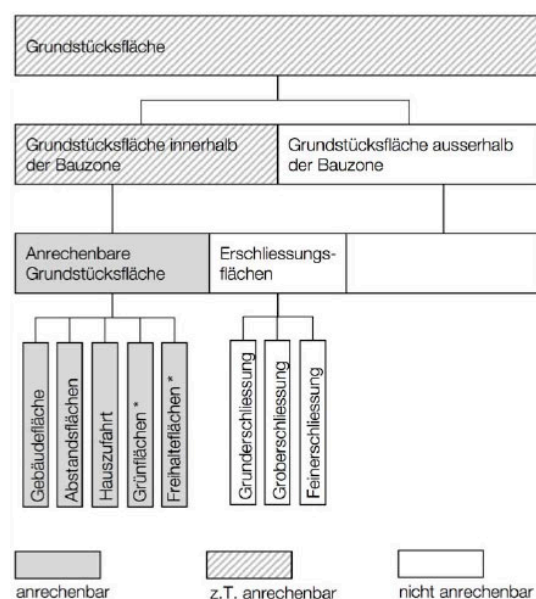 Grundstücksfläche
Grundstücksfläche innerhalb
der Bauzone
Grundstücksfläche ausserhalb
der Bauzone
Anrechenbare
Grundstücksfläche
Erschliessungs-
flächen
Gebäudefläche
Abstandsflächen
Hauszufahrt
Grünflächen *
Freihalteflächen *
Grunderschliessung
Groberschliessung
Feinerschliessung
anrechenbar
z.T. anrechenbar
nicht anrechenbar